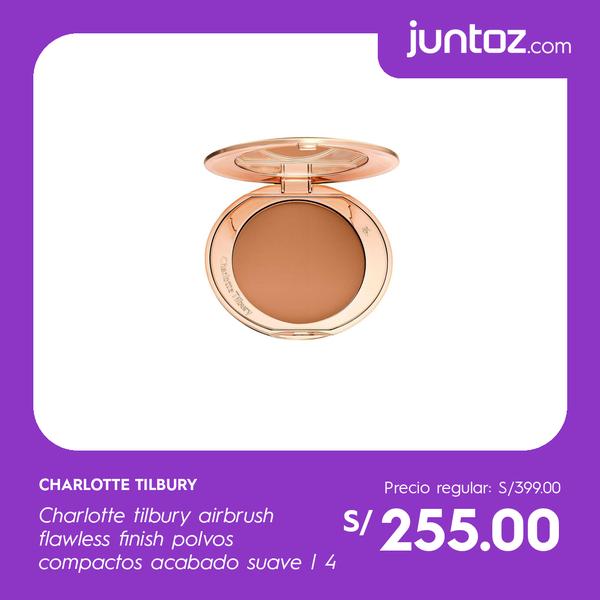 juntoz.com
Charlotte Tilbury
CHARLOTTE TILBURY
Charlotte tilbury airbrush
flawless finish polvos
compactos acabado suave | 4
Precio regular: S/399.00
S/ 255.00